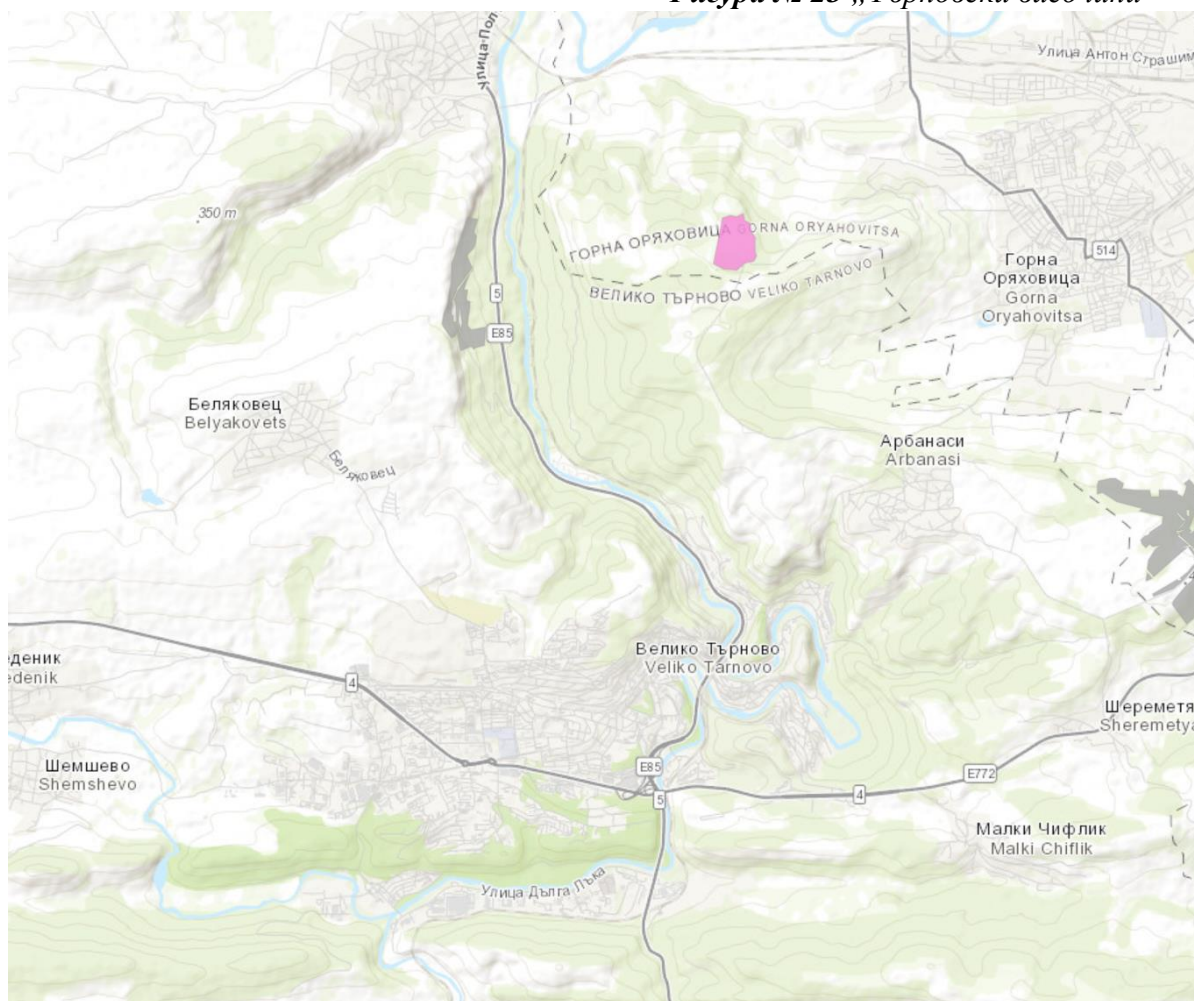 Улица Пол
Улица Антон Страшим
350 m
ГОРНА ОРЯХОВИЦА GORNA ORYAHOVITSA
ВЕЛИКО ТЪРНОВО VELIKO TARNOVO
514
Горна
Оряховица
Gorna
Oryahovitsa
5
E85
Беляковец
Belyakovets
Беляковец
Арбанаси
Arbanasi
Велико Търново
Veliko Tarnovo
еденик
edenik
4
Шереметя
Sheremetya
Шемшево
Shemshevo
E85
E772
5
4
Малки Чифлик
Malki Chiflik
Улица Дълга Лъка